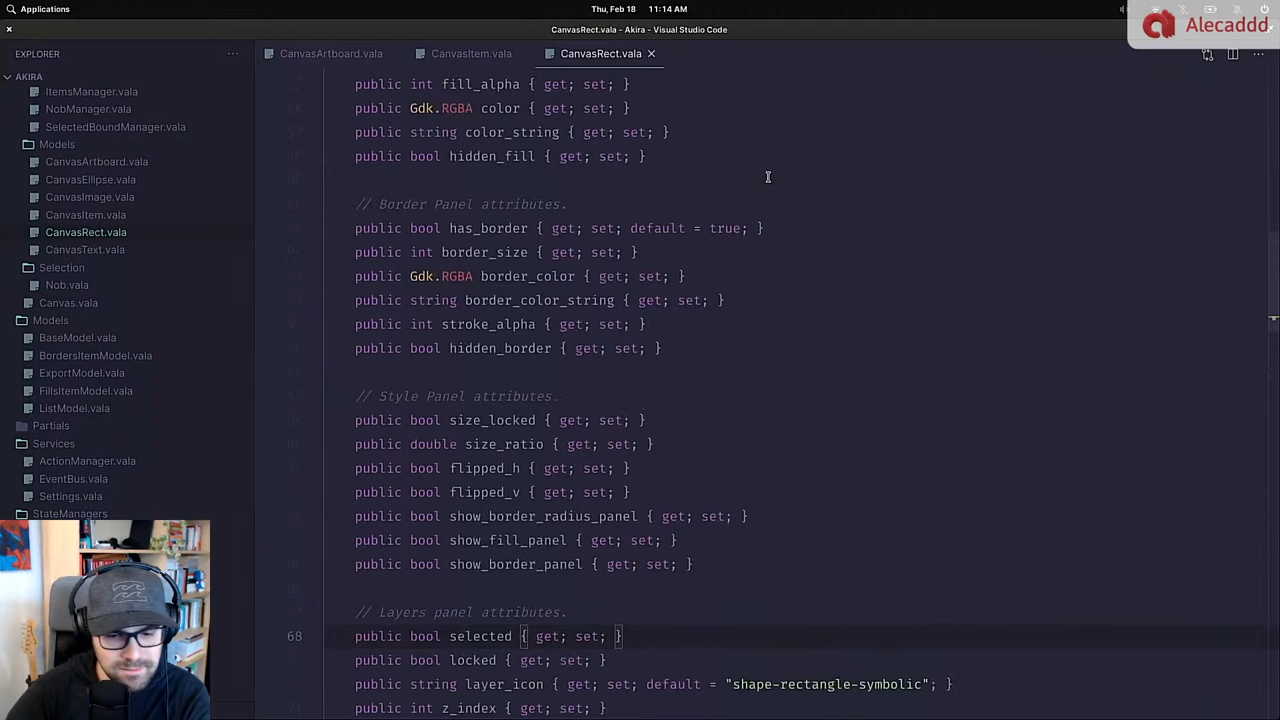 Applications
Thu, Feb 18 11:14 AM
Alecaddd
CanvasRect.vala - Akira - Visual Studio Code
EXPLORER
CanvasArtboard.vala
CanvasItem.vala
CanvasRect.vala
AKIRA
ItemsManager.vala
NobManager.vala
SelectedBoundManager.vala
Models
CanvasArtboard.vala
CanvasEllipse.vala
CanvasImage.vala
CanvasItem.vala
CanvasRect.vala
CanvasText.vala
Selection
Nob.vala
Canvas.vala
Models
BaseModel.vala
BordersItemModel.vala
ExportModel.vala
FillsItemModel.vala
ListModel.vala
Partials
Services
ActionManager.vala
EventBus.vala
Settings.vala
StateManagers
public int fill_alpha { get; set; }
public Gdk.RGBA color { get; set; }
public string color_string { get; set; }
public bool hidden_fill { get; set; }
// Border Panel attributes.
public bool has_border { get; set; default = true; }
public int border_size { get; set; }
public Gdk.RGBA border_color { get; set; }
public string border_color_string { get; set; }
public int stroke_alpha { get; set; }
public bool hidden_border { get; set; }
// Style Panel attributes.
public bool size_locked { get; set; }
public double size_ratio { get; set; }
public bool flipped_h { get; set; }
public bool flipped_v { get; set; }
public bool show_border_radius_panel { get; set; }
public bool show_fill_panel { get; set; }
public bool show_border_panel { get; set; }
// Layers panel attributes.
68 public bool selected { get; set; }
public bool locked { get; set; }
public string layer_icon { get; set; default = "shape-rectangle-symbolic"; }
public int z_index { get; set; }